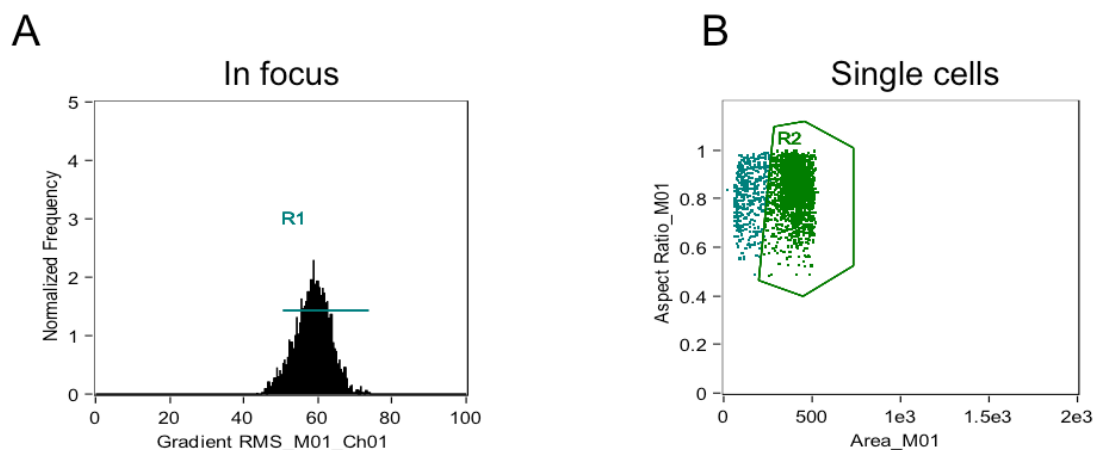 A
In focus
5
4
3
2
1
0
Normalized Frequency
R1
0 20 40 60 80 100
Gradient RMS_M01_Ch01
B
Single cells
1
0.8
0.6
0.4
0.2
0
Aspect Ratio_M01
R2
0 500 1e3 1.5e3 2e3
Area_M01